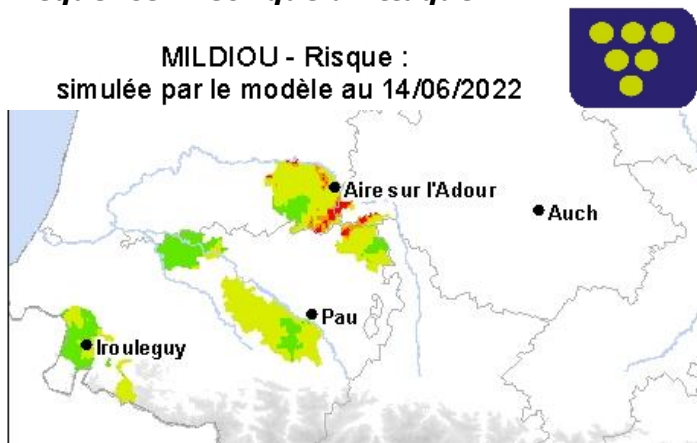 MILDIOU - Risque :
simulée par le modèle au 14/06/2022
Aire sur l'Adour
Auch
Pau
Irouleguy